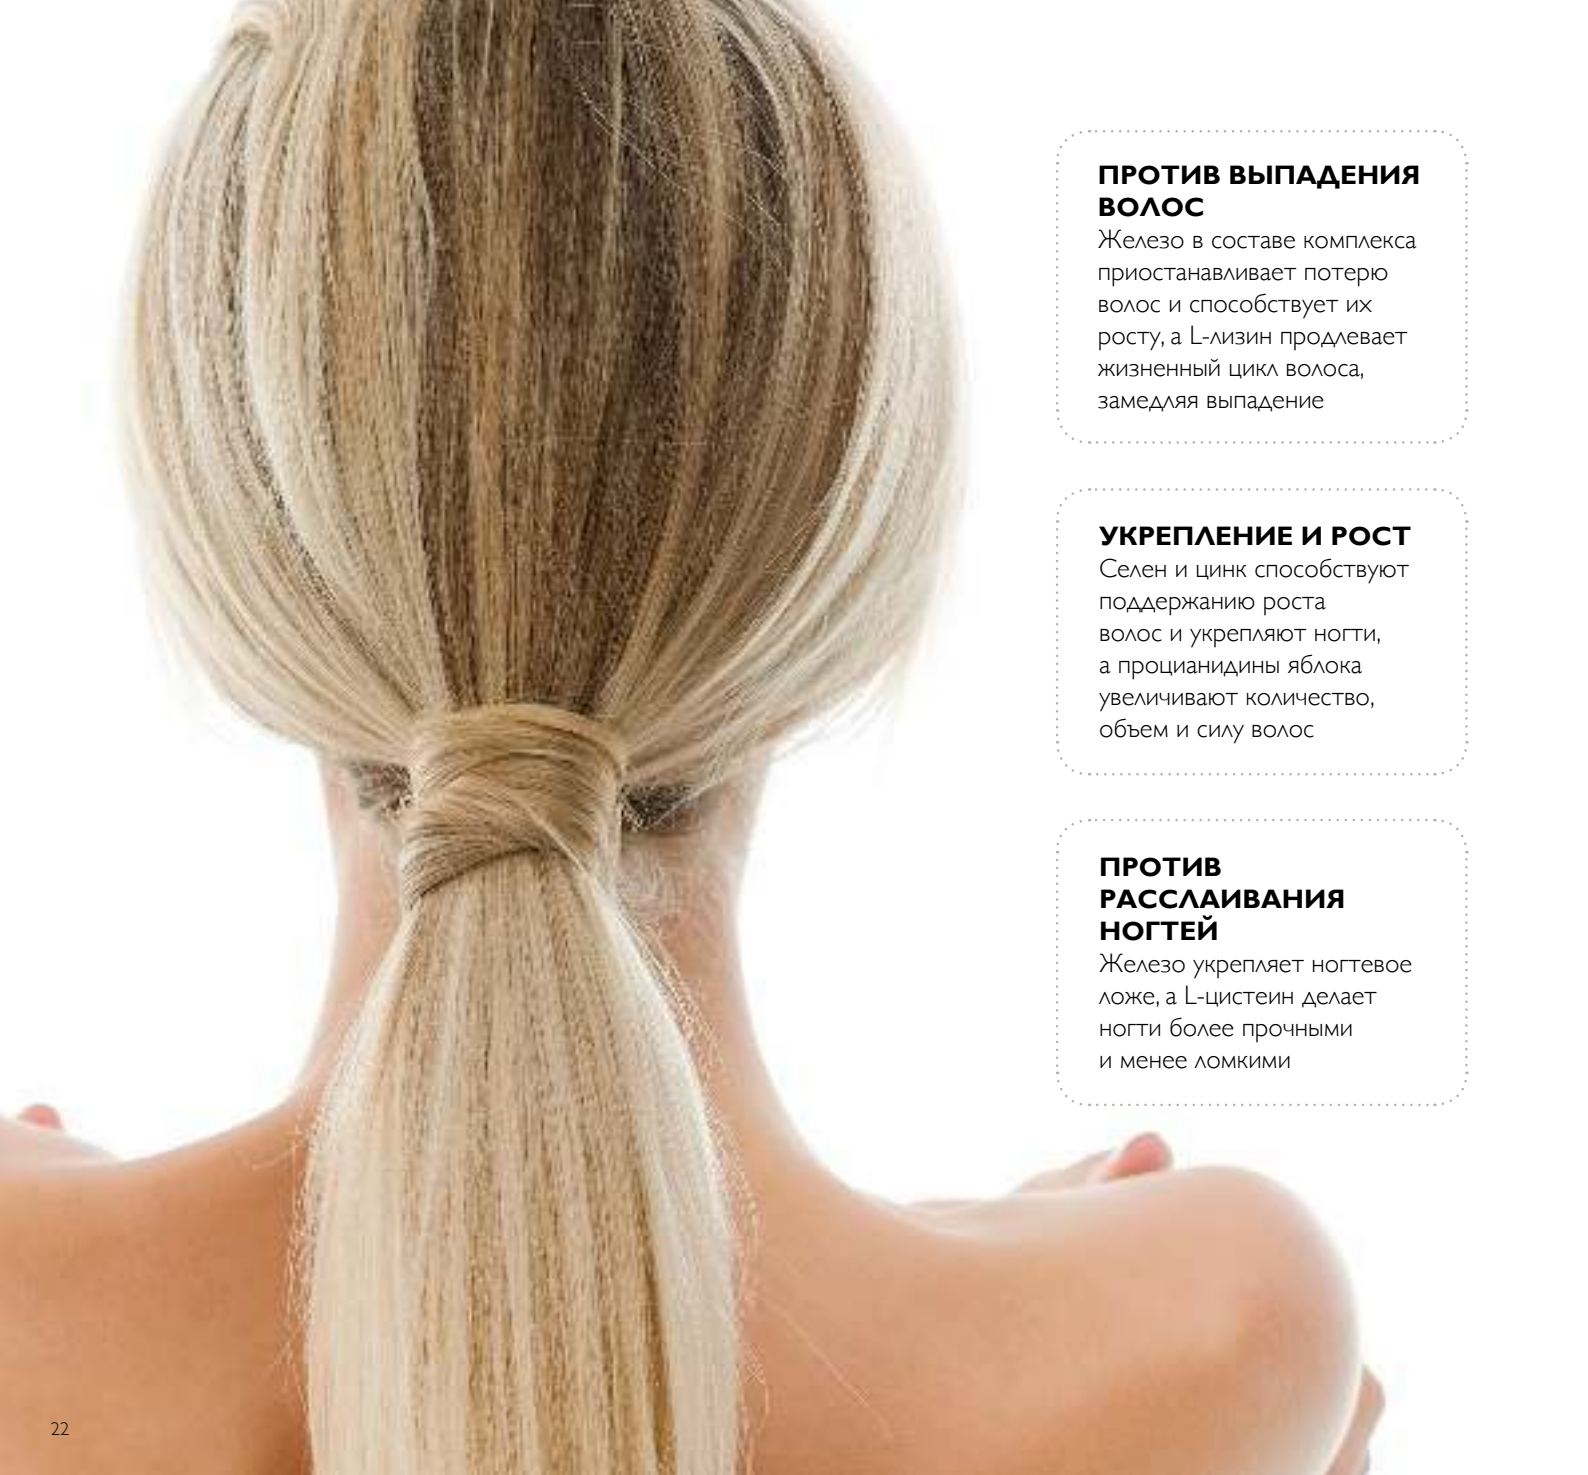 ПРОТИВ ВЫПАДЕНИЯ
ВОЛОС
Железо в составе комплекса
приостанавливает потерю
волос и способствует их
росту, а L-лизин продлевает
жизненный цикл волоса,
замедляя выпадение
УКРЕПЛЕНИЕ И РОСТ
Селен и цинк способствуют
поддержанию роста
волос и укрепляют ногти,
а процианидины яблока
увеличивают количество,
объем и силу волос
ПРОТИВ
РАССЛАИВАНИЯ
НОГТЕЙ
Железо укрепляет ногтевое
ложе, а L-цистеин делает
ногти более прочными
и менее ломкими
22